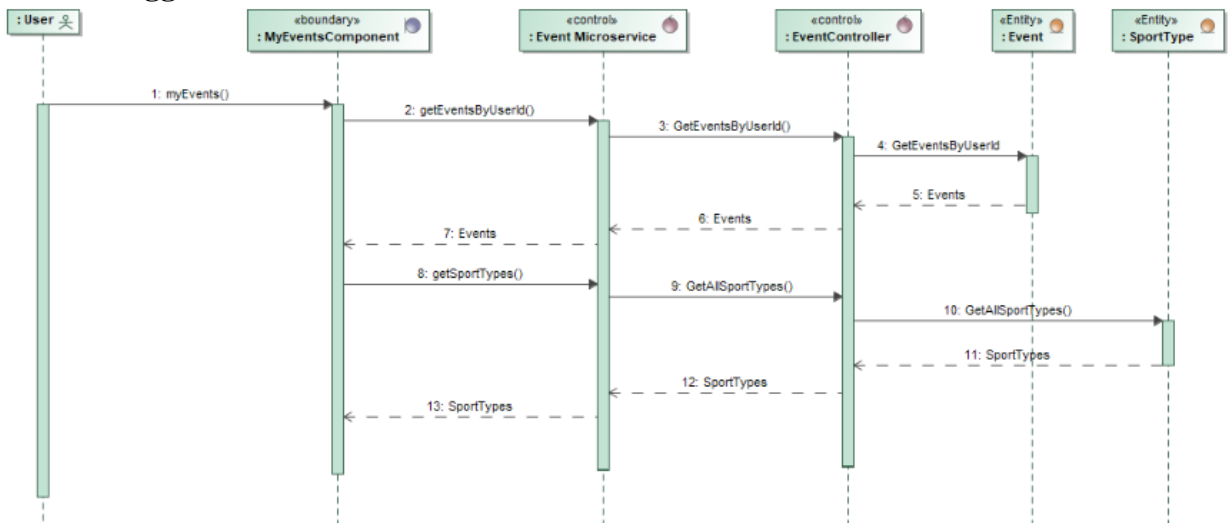 : User
«boundary»
: MyEventsComponent
«control»
: Event Microservice
«control»
: EventController
«Entity»
: Event
«Entity»
: SportType
1: myEvents()
2: getEventsByUserId()
3: GetEventsByUserId()
4: GetEventsByUserId
5: Events
6: Events
7: Events
8: getSportTypes()
9: GetAllSportTypes()
10: GetAllSportTypes()
11: SportTypes
12: SportTypes
13: SportTypes